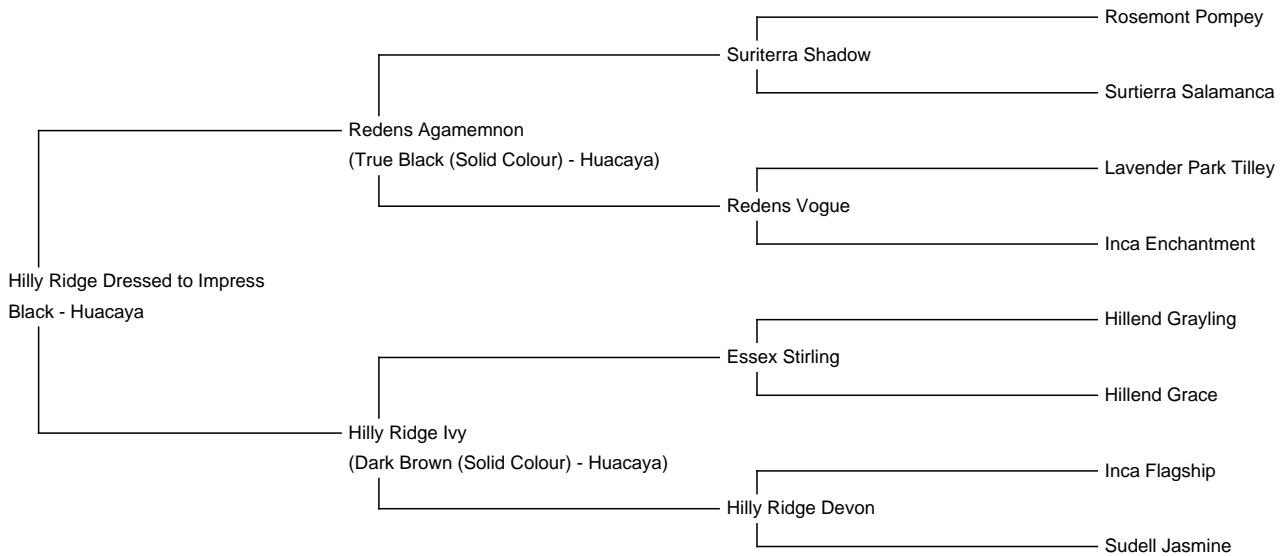 Rosemont Pompey
Suriterra Shadow
Surtierra Salamanca
Redens Agamemnon
(True Black (Solid Colour) - Huacaya)
Lavender Park Tilley
Redens Vogue
Inca Enchantment
Hilly Ridge Dressed to Impress
Black - Huacaya
Hillend Grayling
Essex Stirling
Hillend Grace
Hilly Ridge Ivy
(Dark Brown (Solid Colour) - Huacaya)
Inca Flagship
Hilly Ridge Devon
Sudell Jasmine